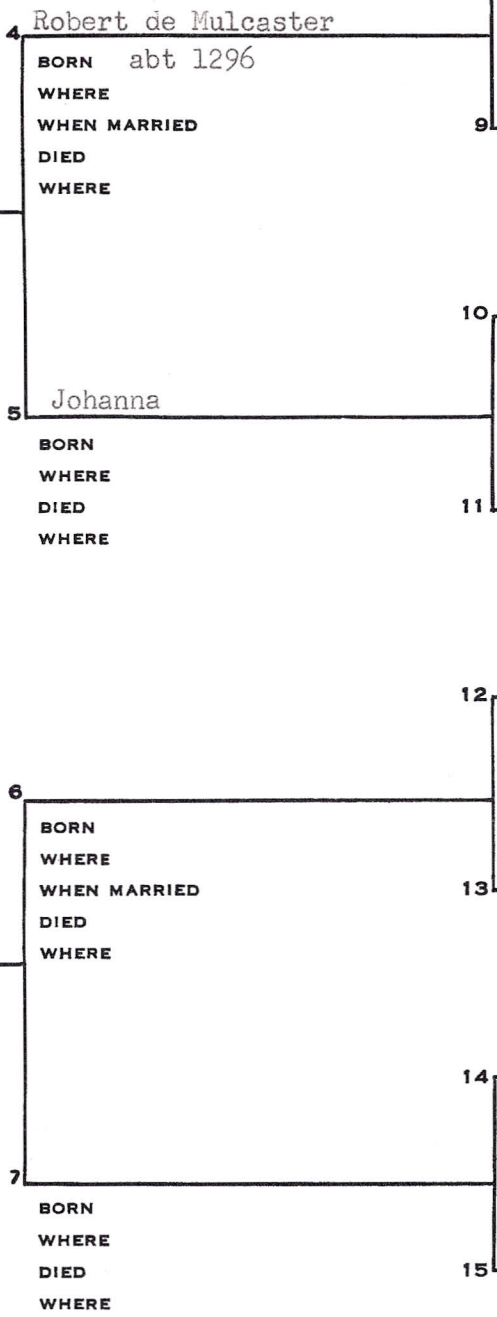 Robert de Mulcaster
4
BORN abt 1296
WHERE
WHEN MARRIED
9
DIED
WHERE
10
Johanna
5
BORN
WHERE
DIED
11
WHERE
12
6
BORN
WHERE
WHEN MARRIED
13
DIED
WHERE
14
7
BORN
WHERE
DIED
15
WHERE